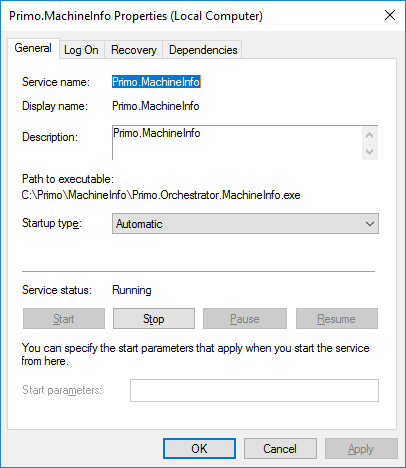 Primo.MachineInfo Properties (Local Computer)
General Log On Recovery Dependencies
Service name: Primo.MachineInfo
Display name: Primo.MachineInfo
Description: Primo.MachineInfo
Path to executable:
C:\Primo\MachineInfo\Primo.Orchestrator.MachineInfo.exe
Startup type: Automatic
Service status: Running
Start Stop Pause Resume
You can specify the start parameters that apply when you start the service
from here.
Start parameters:
OK Cancel Apply